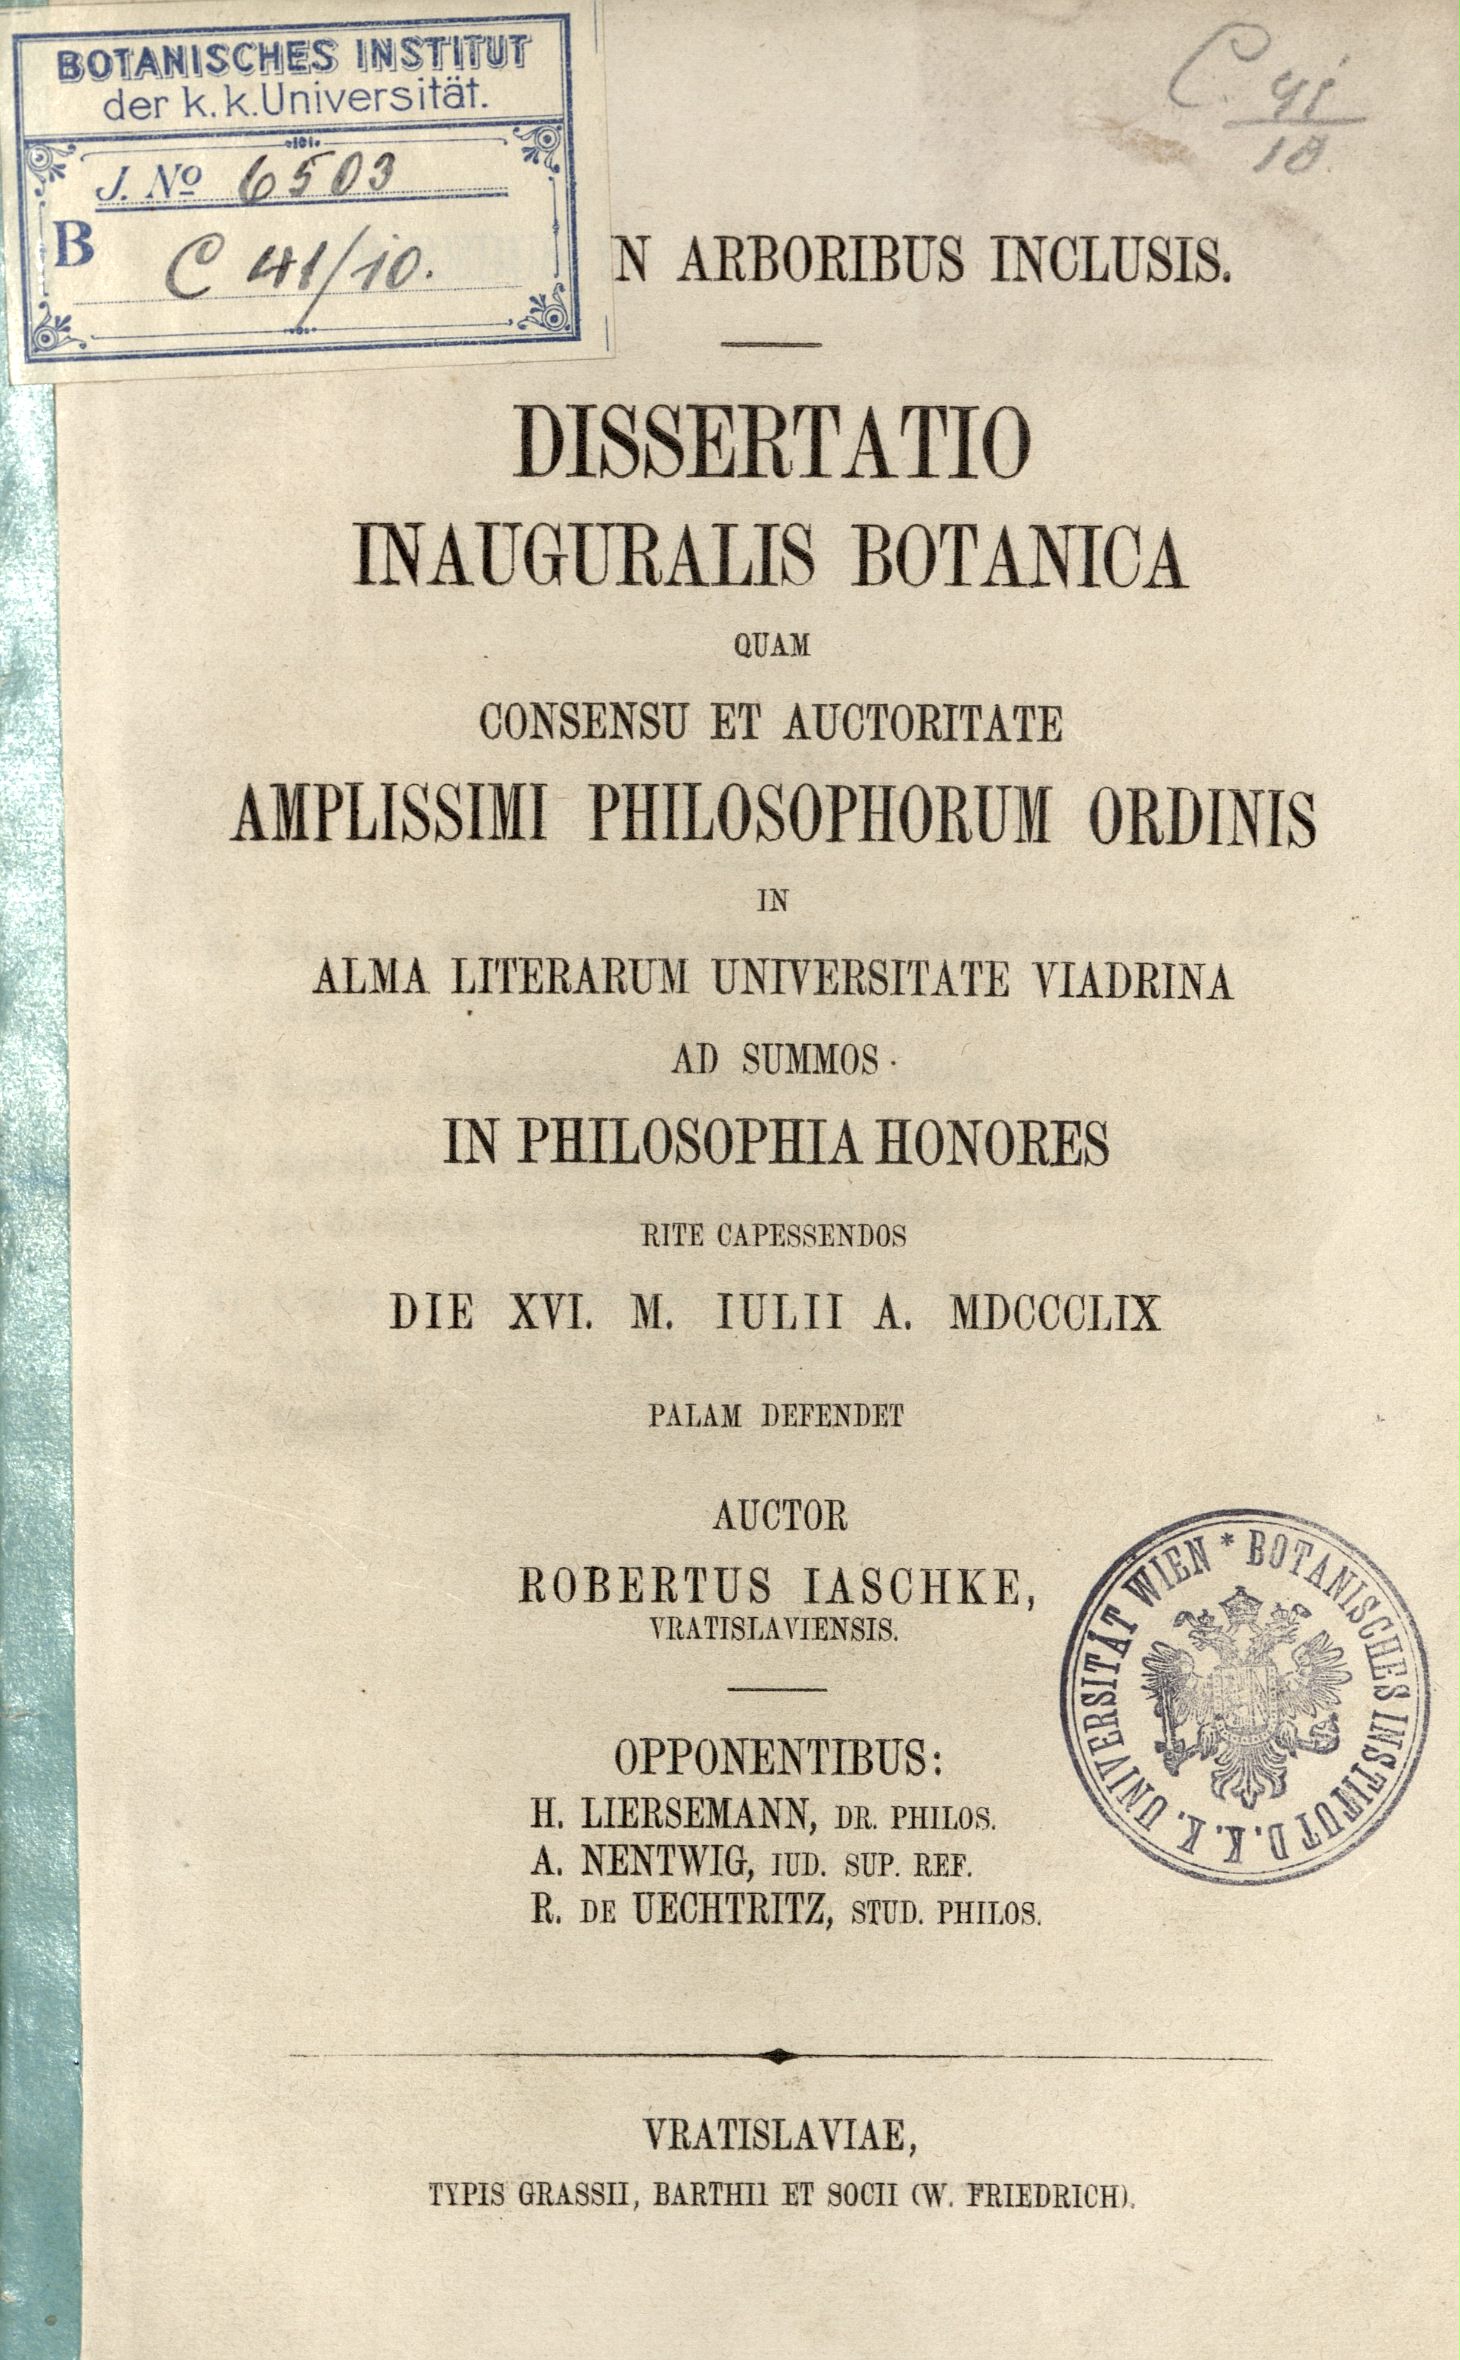 BOTANISCHES INSTITUT
der k. k. Universität.
J. No 6503
B
C 41/10.
C. 41
10.
N ARBORIBUS INCLUSIS.
DISSERTATIO
INAUGURALIS BOTANICA
QUAM
CONSENSU ET AUCTORITATE
AMPLISSIMI PHILOSOPHORUM ORDINIS
IN
ALMA LITERARUM UNIVERSITATE VIADRINA
AD SUMMOS
IN PHILOSOPHIA HONORES
RITE CAPESSENDOS
DIE XVI. M. IULII A. MDCCCLIX
PALAM DEFENDET
AUCTOR
ROBERTUS IASCHKE,
VRATISLAVIENSIS.
* BOTANISCHES INSTITUT D. K. K. UNIVERSITÄT WIEN
OPPONENTIBUS:
H. LIERSEMANN, DR. PHILOS.
A. NENTWIG, IUD. SUP. REF.
R. DE UECHTRITZ, STUD. PHILOS.
VRATISLAVIAE,
TYPIS GRASSII, BARTHII ET SOCII (W. FRIEDRICH).